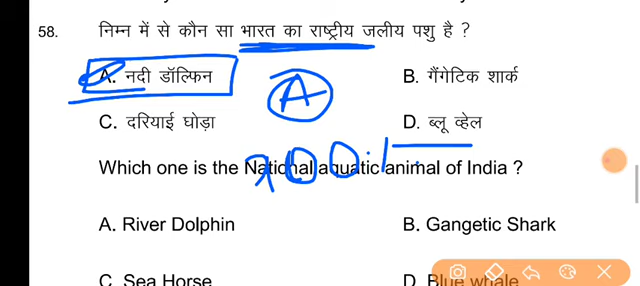 58. निम्न में से कौन सा भारत का राष्ट्रीय जलीय पशु है ?
A. नदी डॉल्फिन B. गैंगेटिक शार्क
A
C. दरियाई घोड़ा D. ब्लू व्हेल
Which one is the National aquatic animal of India ?
A. River Dolphin B. Gangetic Shark
C. Sea Horse D. Blue whale